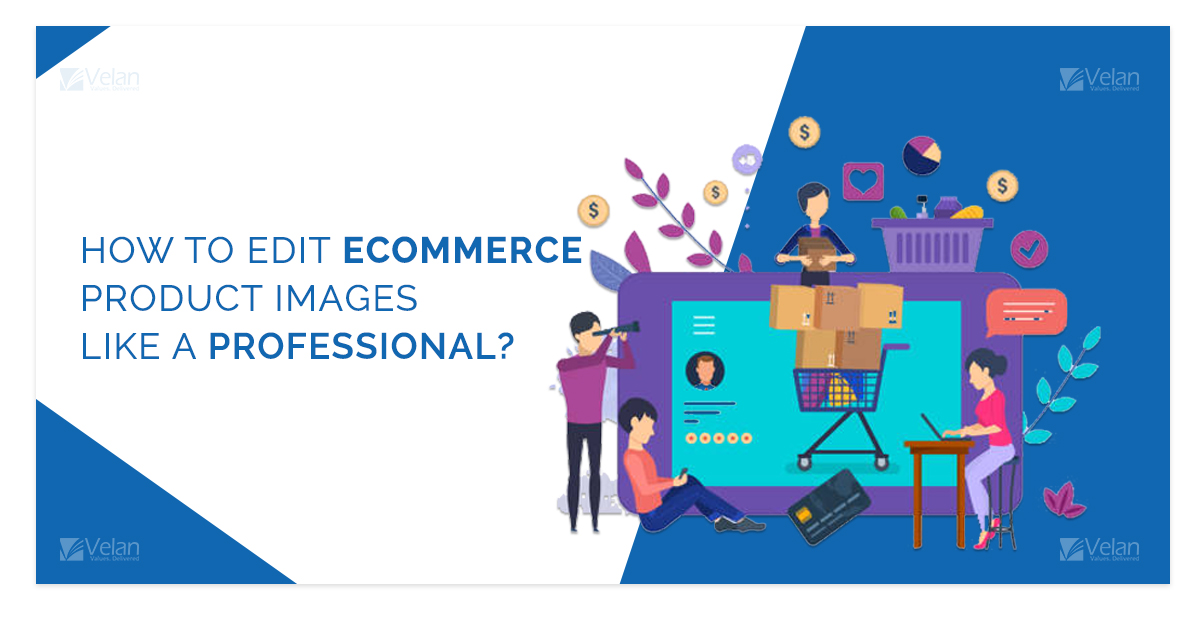 Velan
Values. Delivered
Velan
Values. Delivered
HOW TO EDIT ECOMMERCE
PRODUCT IMAGES
LIKE A PROFESSIONAL?
$
$
$
$
Velan
Values. Delivered
Velan
Values. Delivered